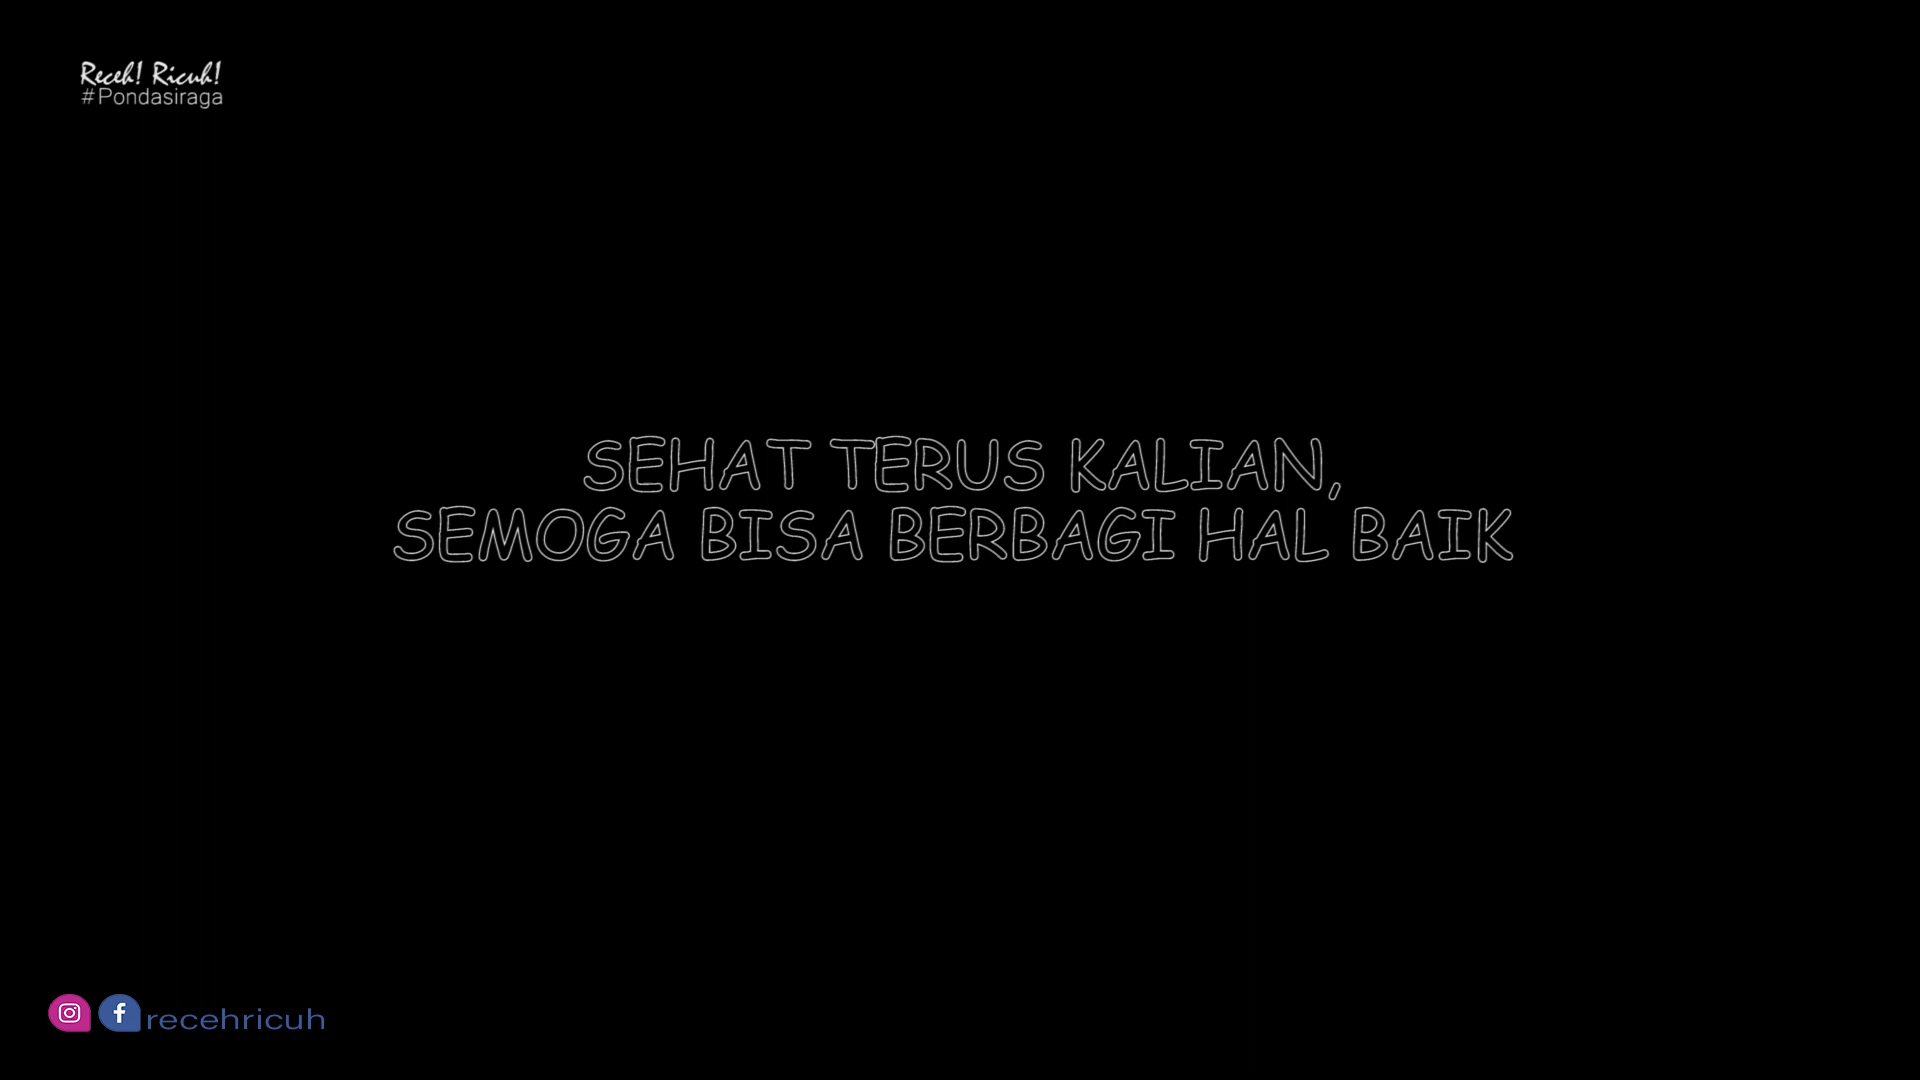 Receh! Ricuh!
#Pondasiraga
SEHAT TERUS KALIAN,
SEMOGA BISA BERBAGI HAL BAIK
recehricuh